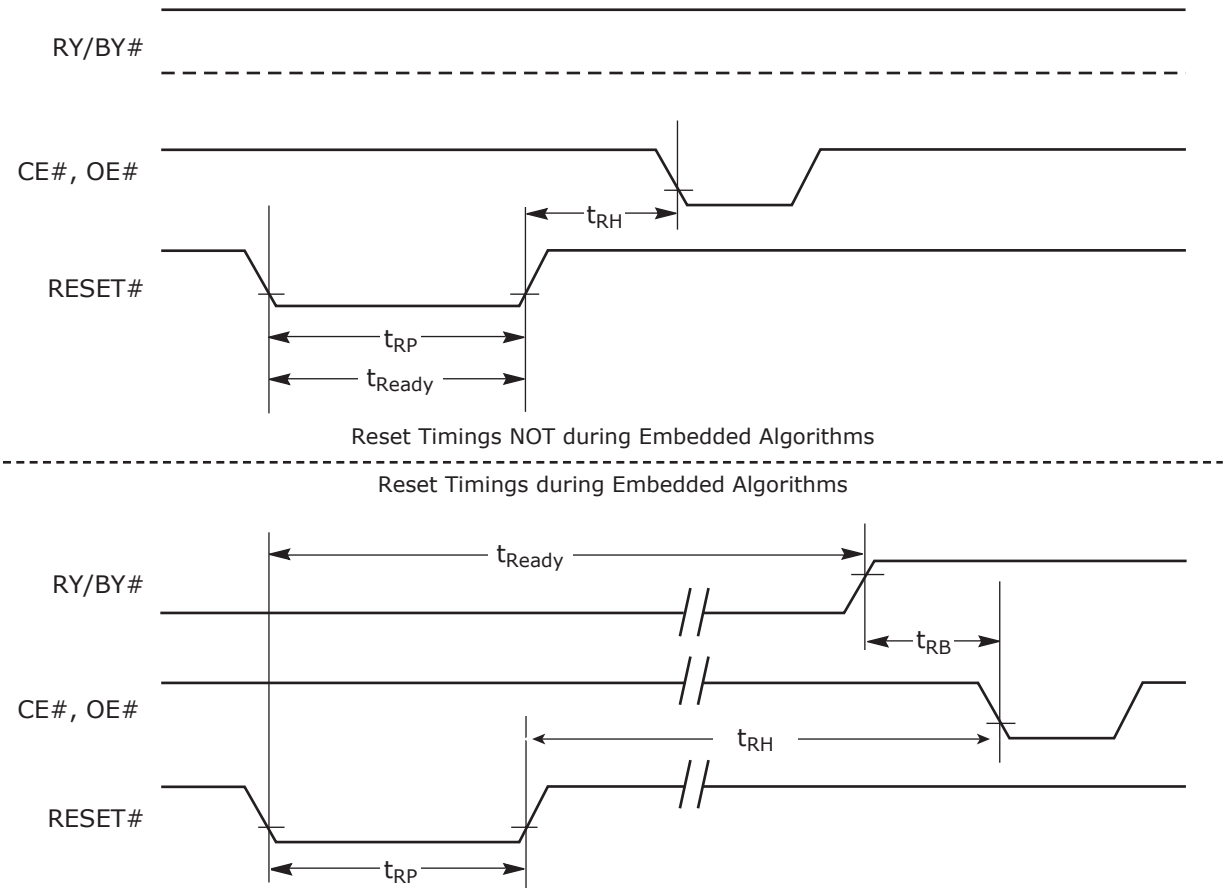 RY/BY#
CE#, OE#
tRH
RESET#
tRP
tReady
Reset Timings NOT during Embedded Algorithms
Reset Timings during Embedded Algorithms
tReady
RY/BY#
tRB
CE#, OE#
tRH
RESET#
tRP